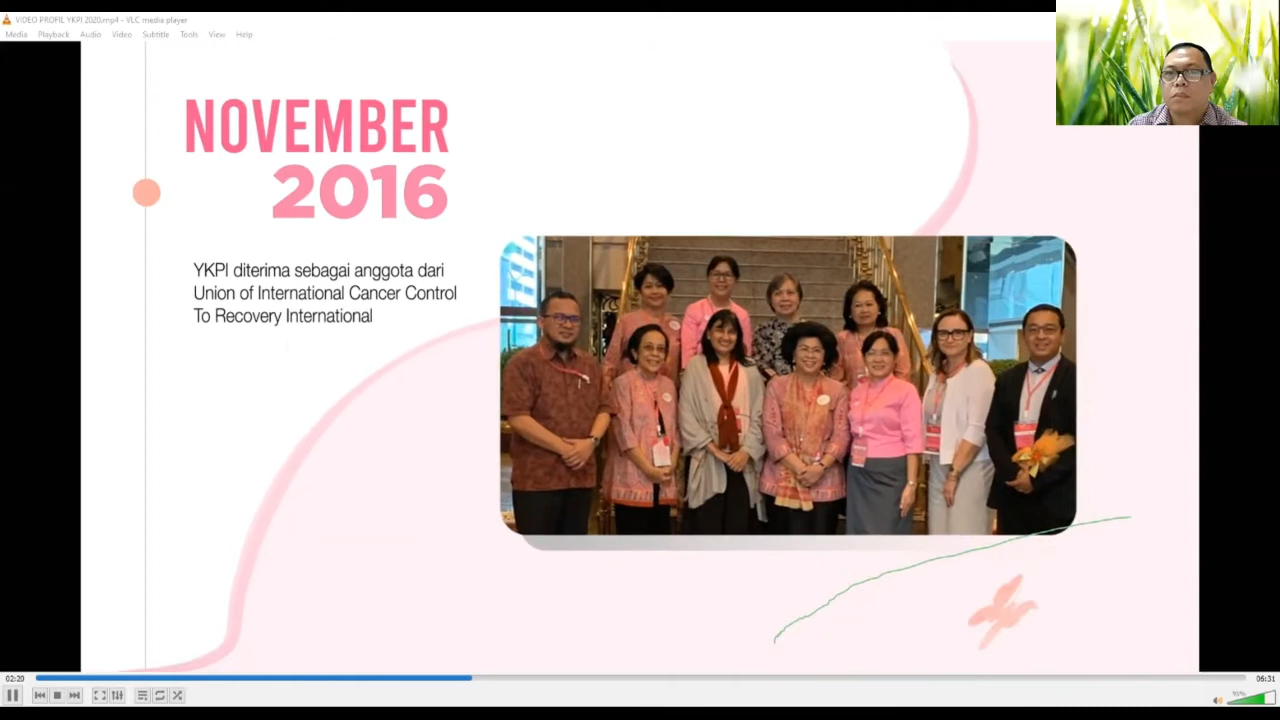 VIDEO PROFIL YKPI 2020.mp4 - VLC media player
Media Playback Audio Video Subtitle Tools View Help
NOVEMBER
2016
YKPI diterima sebagai anggota dari
Union of International Cancer Control
To Recovery International
02:20
06:31